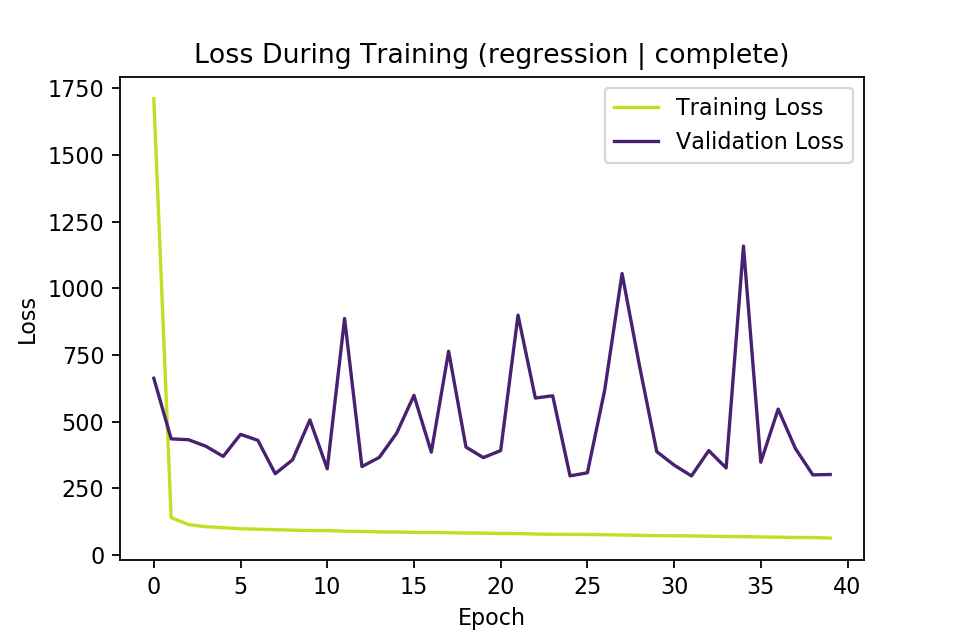 Loss During Training (regression | complete)
Training Loss
Validation Loss
1750
1500
1250
1000
750
500
250
0
Loss
0 5 10 15 20 25 30 35 40
Epoch